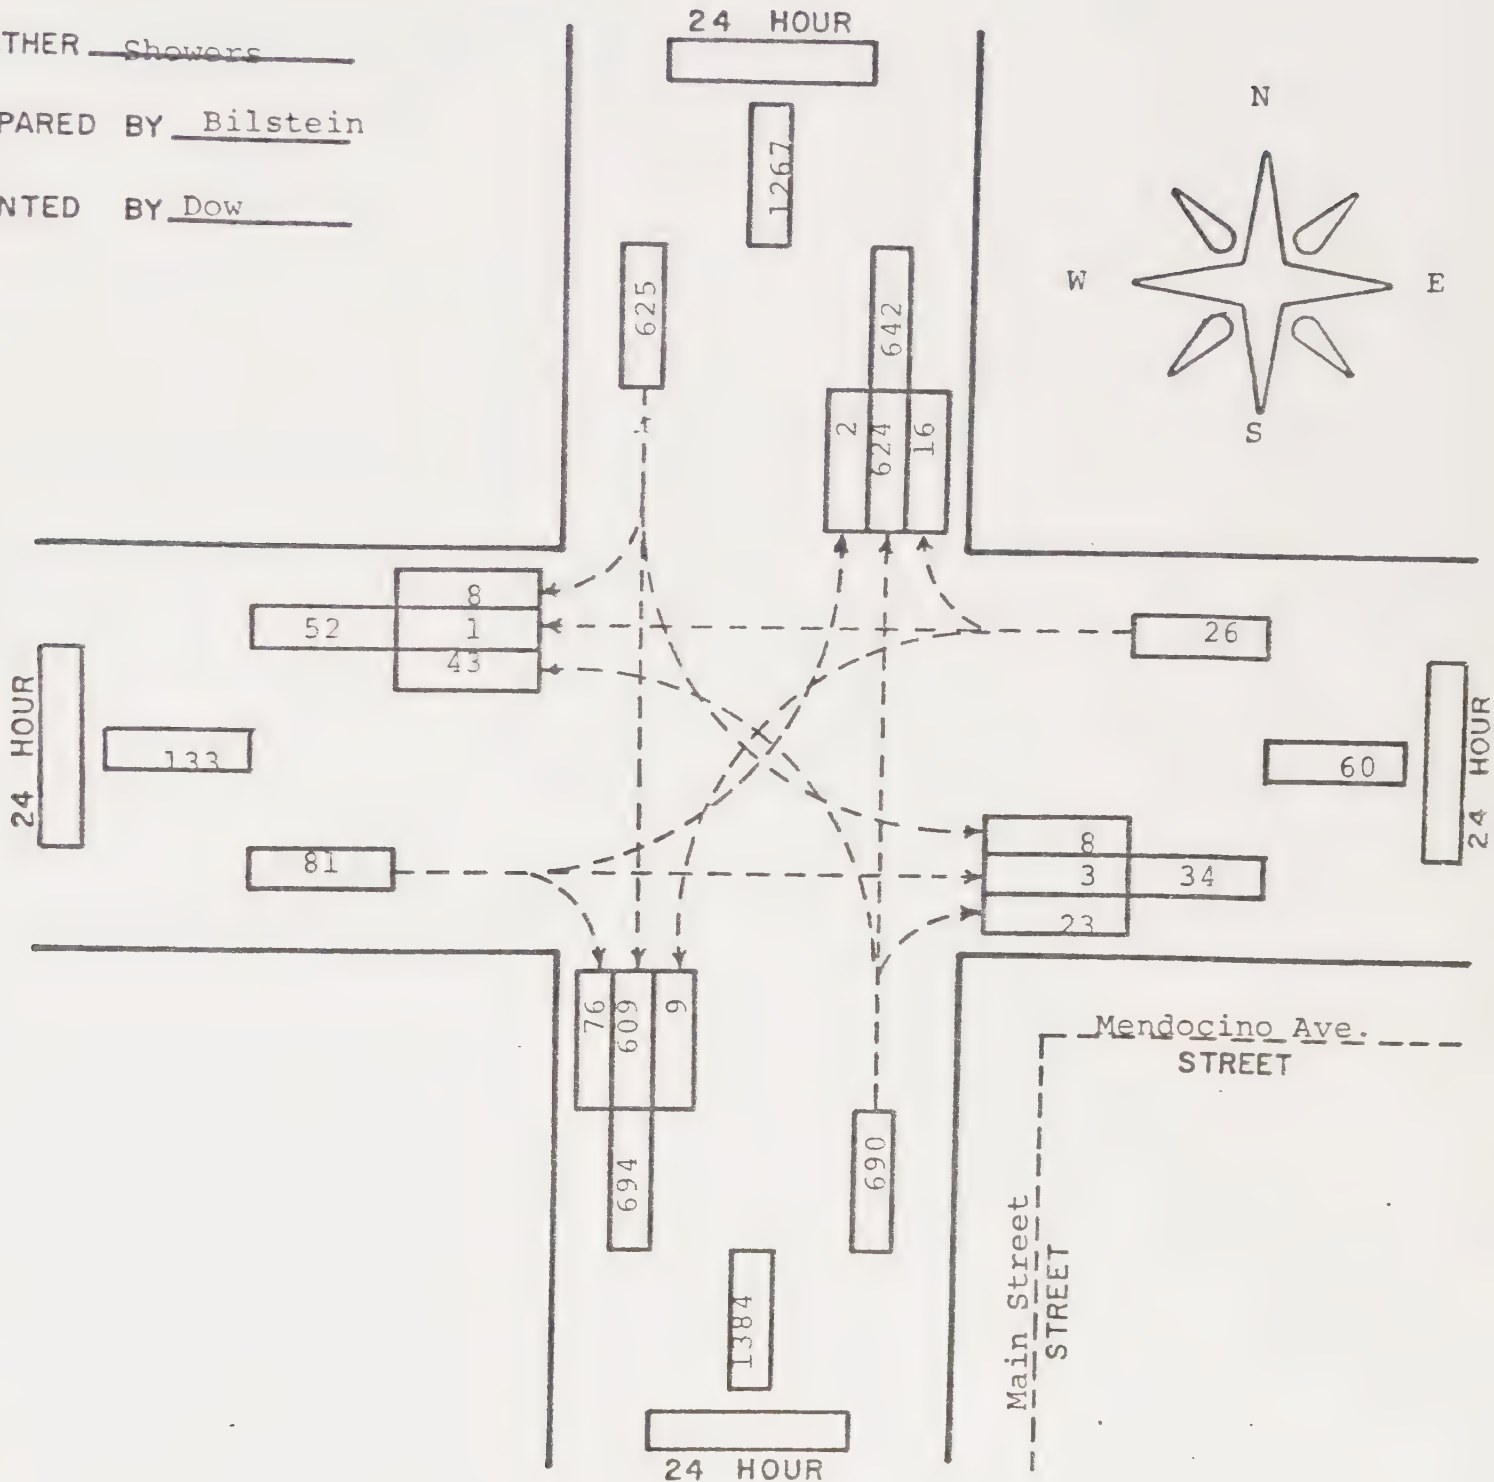 24 HOUR
THER Showers
PARED BY Bilstein
NTED BY Dow
1267
N
W
E
S
625
642
2
624
16
8
52
1
43
26
24 HOUR
133
60
24 HOUR
81
8
3
34
23
76
609
9
Mendocino Ave.
STREET
694
690
Main Street
STREET
1384
24 HOUR